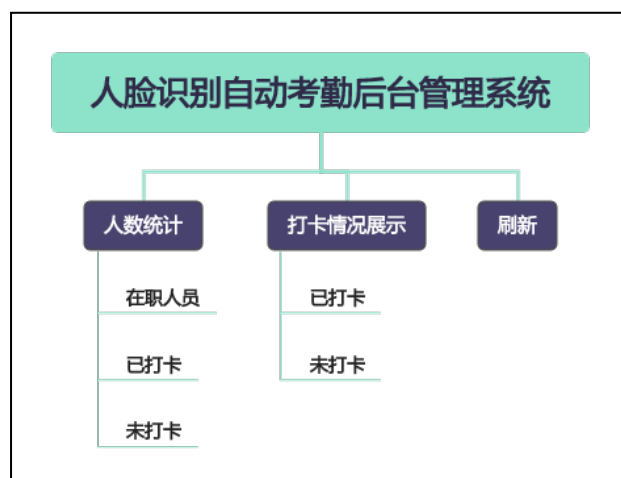 人脸识别自动考勤后台管理系统
人数统计
打卡情况展示
刷新
在职人员
已打卡
已打卡
未打卡
未打卡